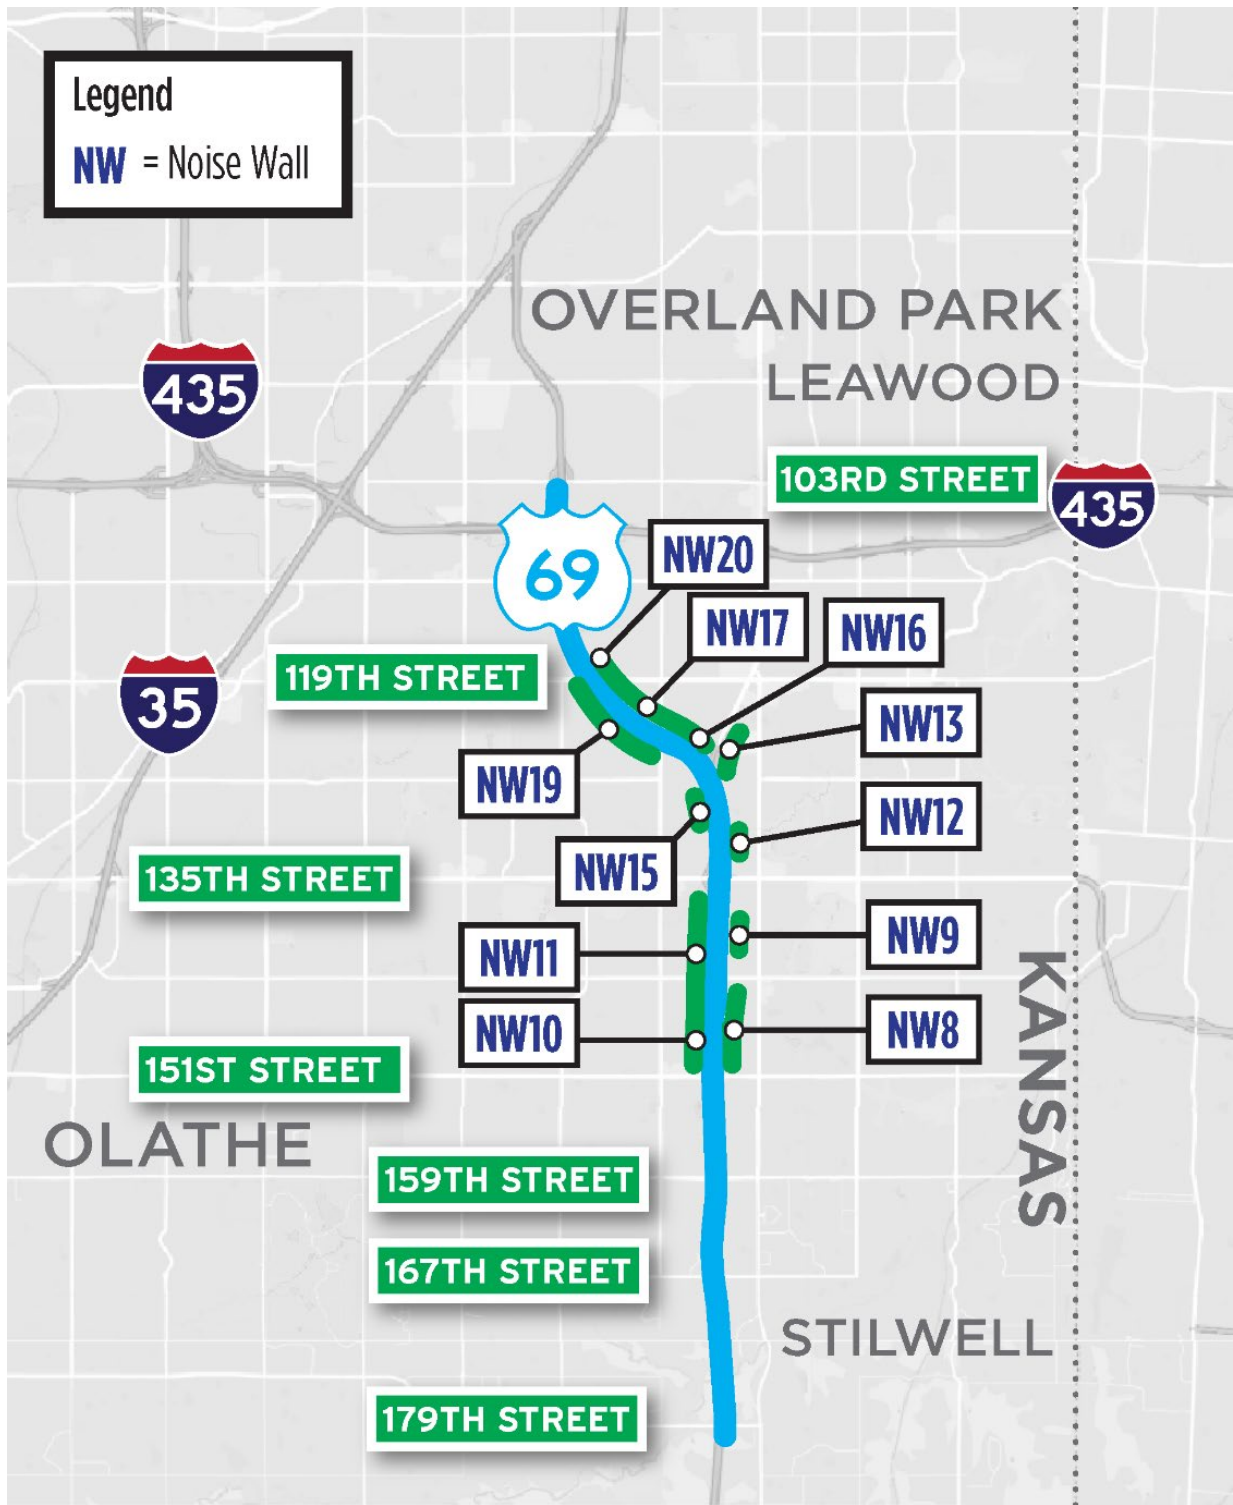 Legend
NW = Noise Wall
OVERLAND PARK
LEAWOOD
435
103RD STREET
435
69
NW20
NW17
NW16
119TH STREET
35
NW13
NW19
NW12
NW15
135TH STREET
NW9
NW11
NW10
NW8
KANSAS
151ST STREET
OLATHE
159TH STREET
167TH STREET
STILWELL
179TH STREET